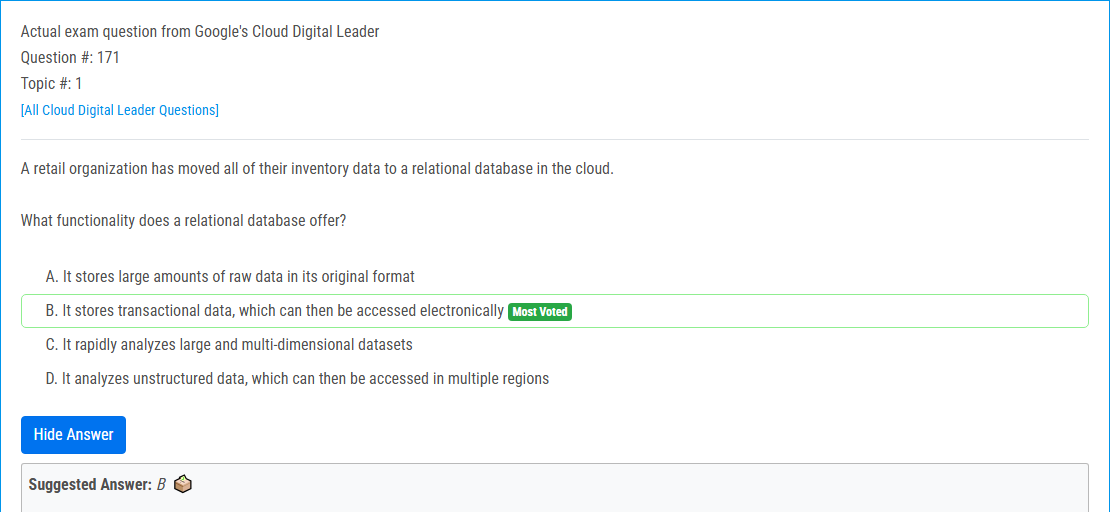 Actual exam question from Google's Cloud Digital Leader
Question #: 171
Topic #: 1
[All Cloud Digital Leader Questions]
A retail organization has moved all of their inventory data to a relational database in the cloud.
What functionality does a relational database offer?
A. It stores large amounts of raw data in its original format
B. It stores transactional data, which can then be accessed electronically Most Voted
C. It rapidly analyzes large and multi-dimensional datasets
D. It analyzes unstructured data, which can then be accessed in multiple regions
Hide Answer
Suggested Answer: B